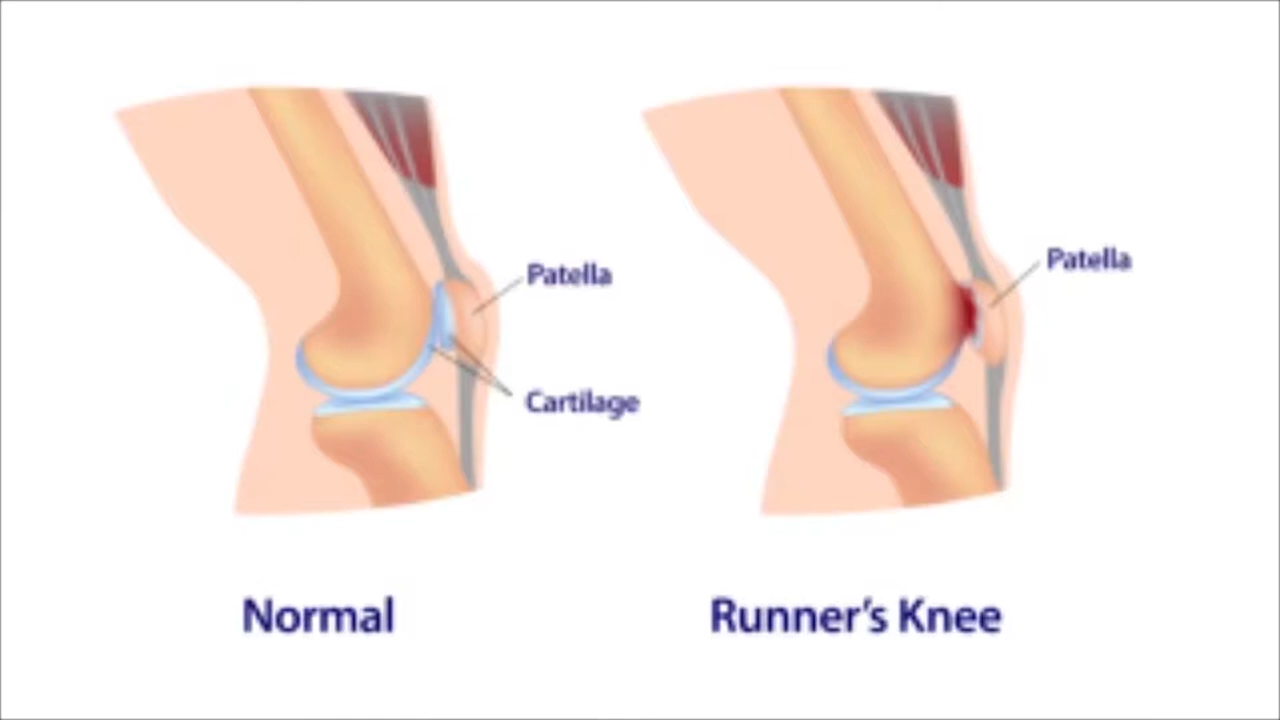 Patella
Cartilage
Patella
Normal
Runner's Knee